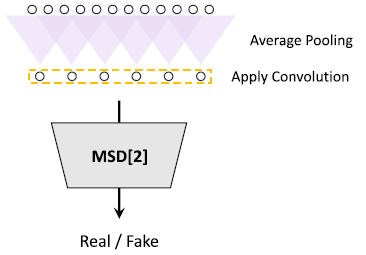 Average Pooling
Apply Convolution
MSD[2]
Real / Fake